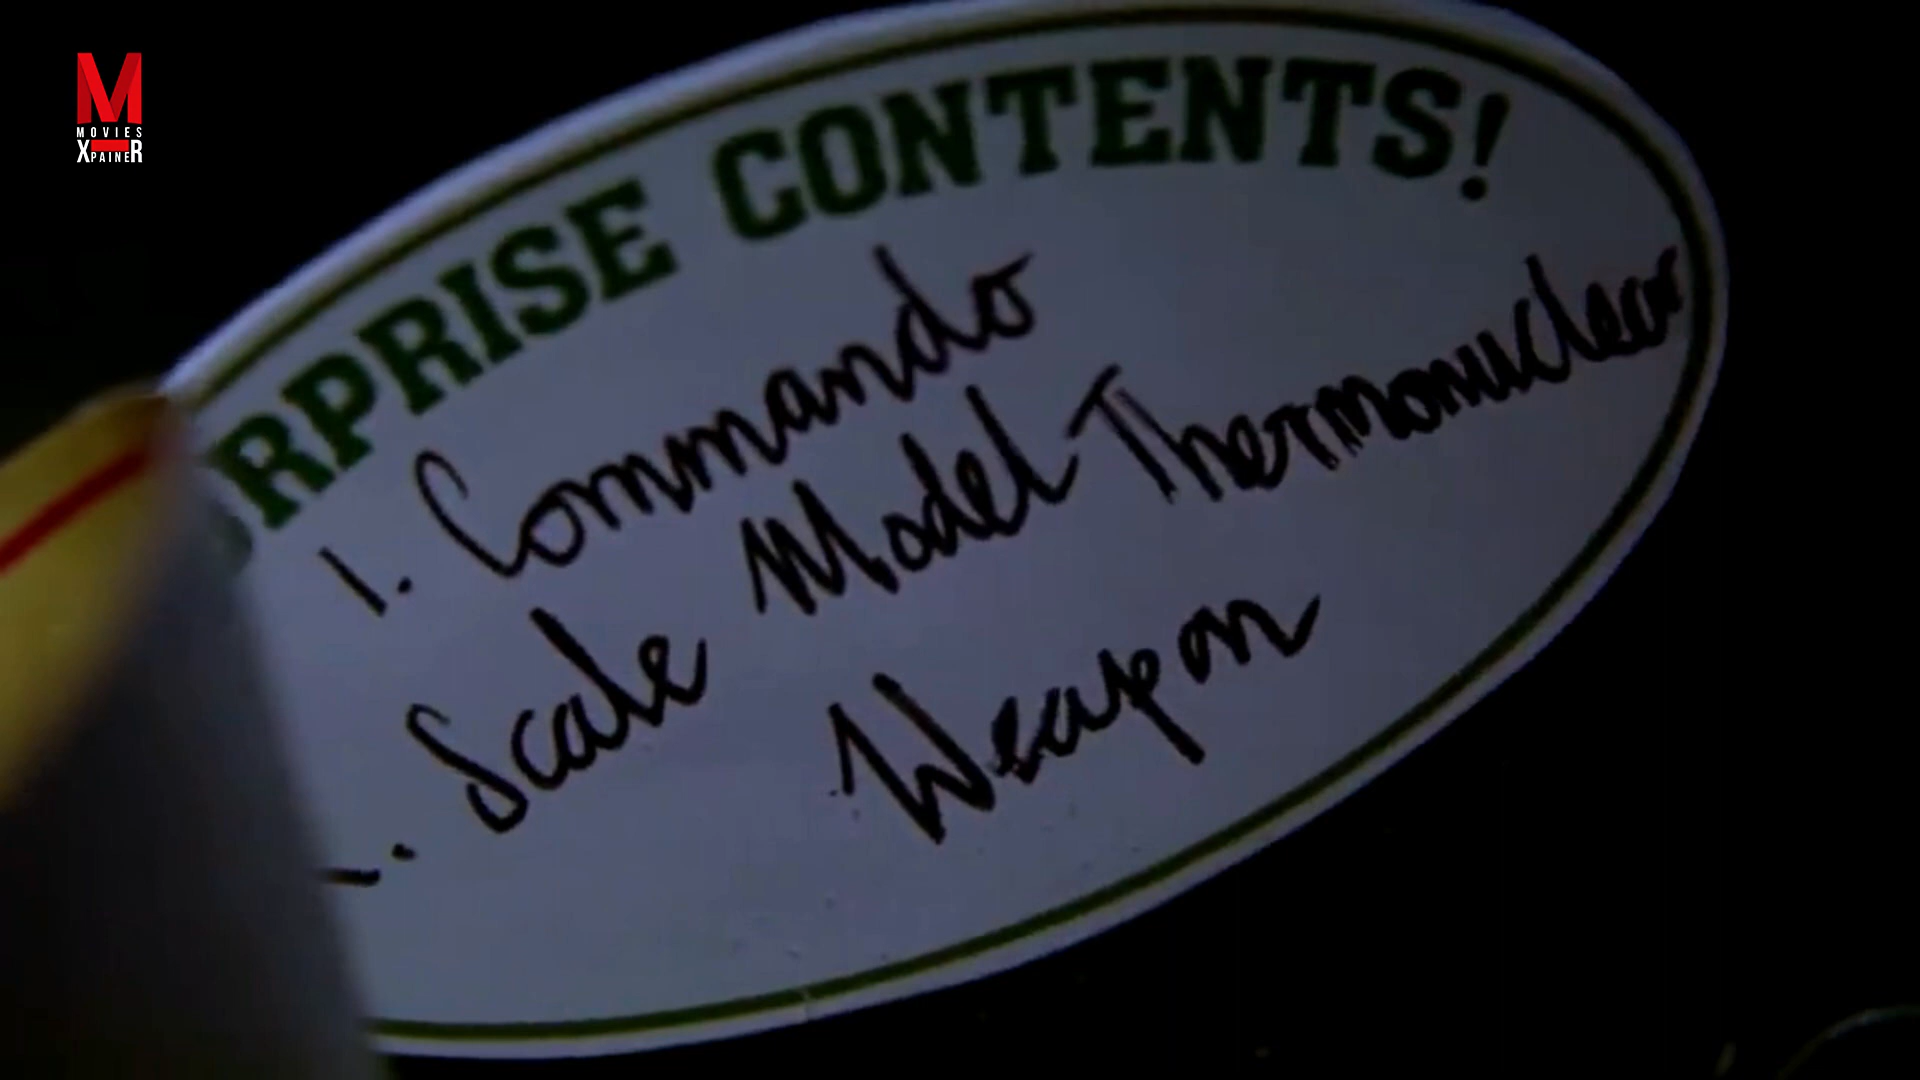 M
MOVIES
XPAINER
RPRISE CONTENTS!
1. Commando
. Scale Model Thermonuclear
Weapon